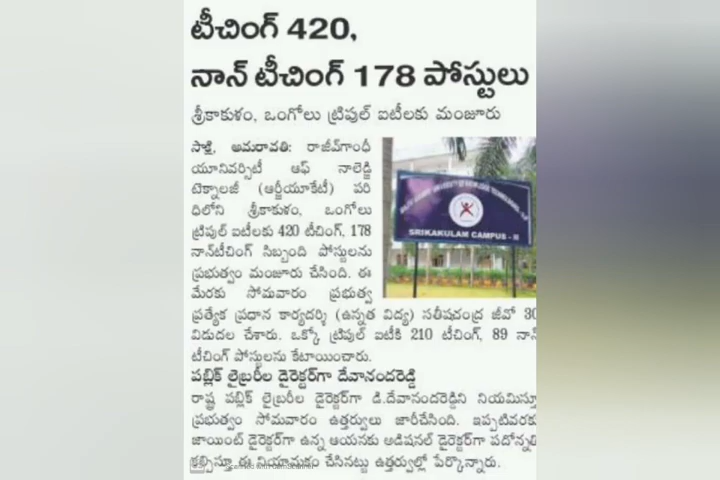 టీచింగ్ 420,
నాన్ టీచింగ్ 178 పోస్టులు
శ్రీకాకుళం, ఒంగోలు ట్రిపుల్ ఐటీలకు మంజూరు
సాక్షి, అమరావతి: రాజీవ్‌గాంధీ
యూనివర్సిటీ ఆఫ్ నాలెడ్జి
టెక్నాలజీ (ఆర్జీయూకేటీ) పరి
ధిలోని శ్రీకాకుళం, ఒంగోలు
ట్రిపుల్ ఐటీలకు 420 టీచింగ్, 178
నాన్‌టీచింగ్ సిబ్బంది పోస్టులను
ప్రభుత్వం మంజూరు చేసింది. ఈ
మేరకు సోమవారం ప్రభుత్వ
ప్రత్యేక ప్రధాన కార్యదర్శి (ఉన్నత విద్య) సతీష్‌చంద్ర జీవో 30
విడుదల చేశారు. ఒక్కో ట్రిపుల్ ఐటీకి 210 టీచింగ్, 89 నాన్
టీచింగ్ పోస్టులను కేటాయించారు.
SRIKAKULAM CAMPUS - II
పబ్లిక్ లైబ్రరీల డైరెక్టర్‌గా దేవానందరెడ్డి
రాష్ట్ర పబ్లిక్ లైబ్రరీల డైరెక్టర్‌గా డి.దేవానందరెడ్డిని నియమిస్తూ
ప్రభుత్వం సోమవారం ఉత్తర్వులు జారీచేసింది. ఇప్పటివరకు
జాయింట్ డైరెక్టర్‌గా ఉన్న ఆయనకు అడిషనల్ డైరెక్టర్‌గా పదోన్నతి
కల్పిస్తూ ఈ నియామకం చేసినట్టు ఉత్తర్వుల్లో పేర్కొన్నారు.